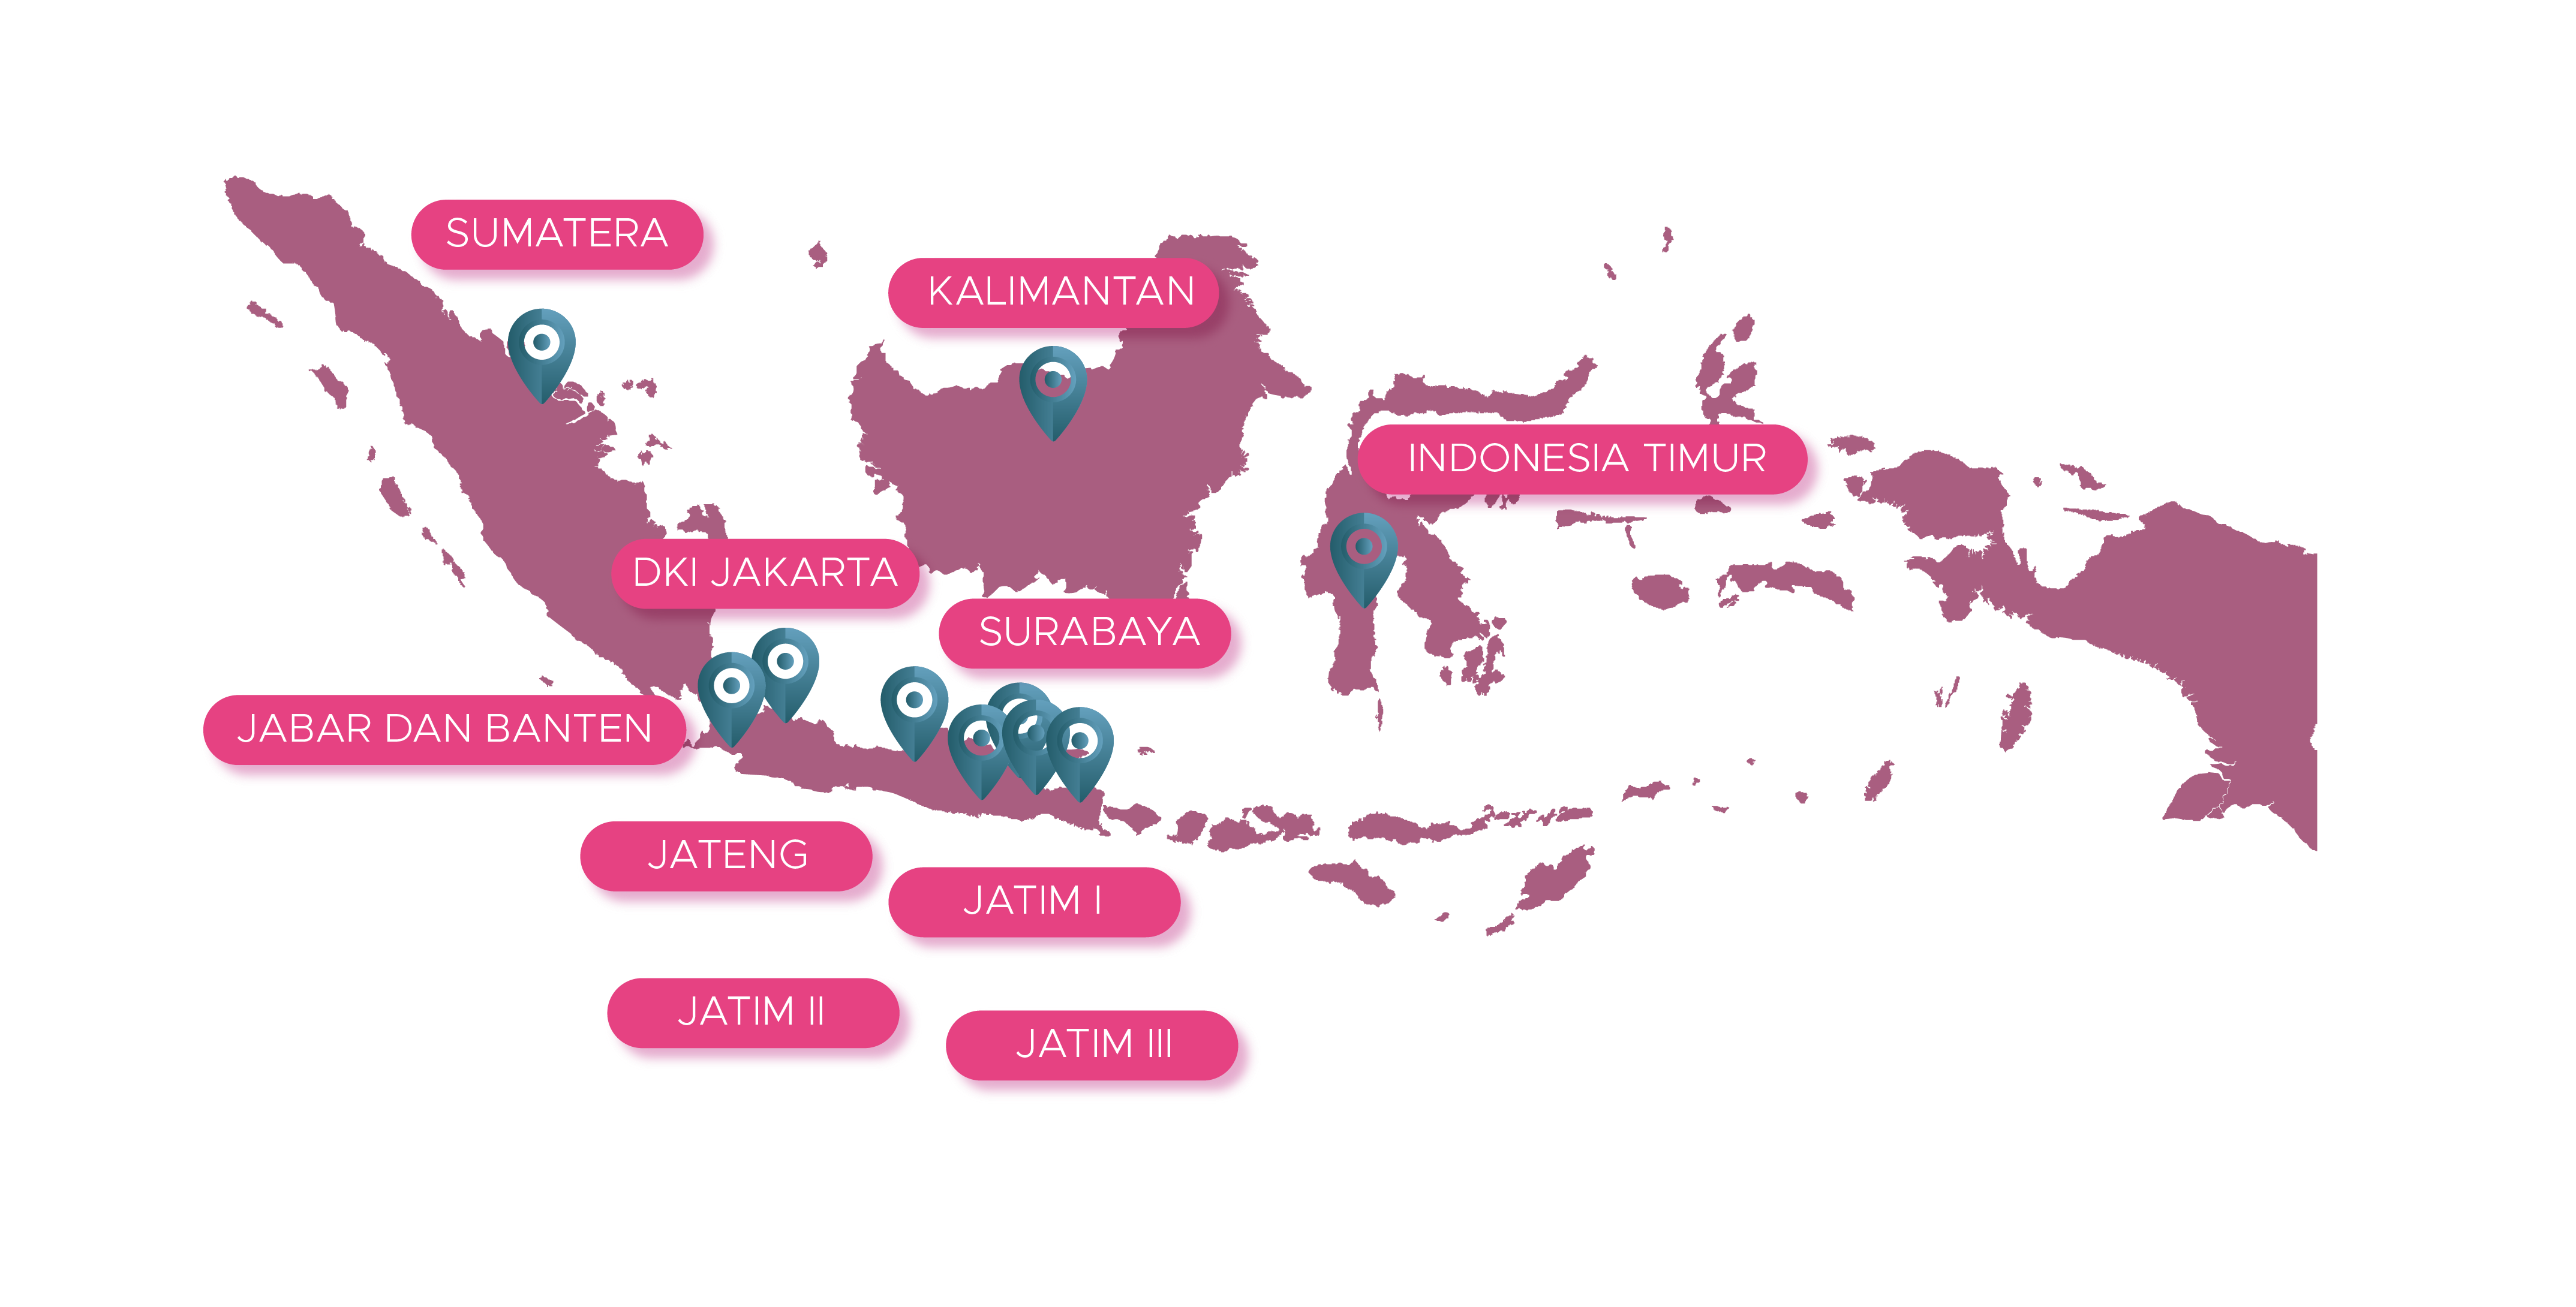 SUMATERA
KALIMANTAN
INDONESIA TIMUR
DKI JAKARTA
SURABAYA
JABAR DAN BANTEN
JATENG
JATIM I
JATIM II
JATIM III